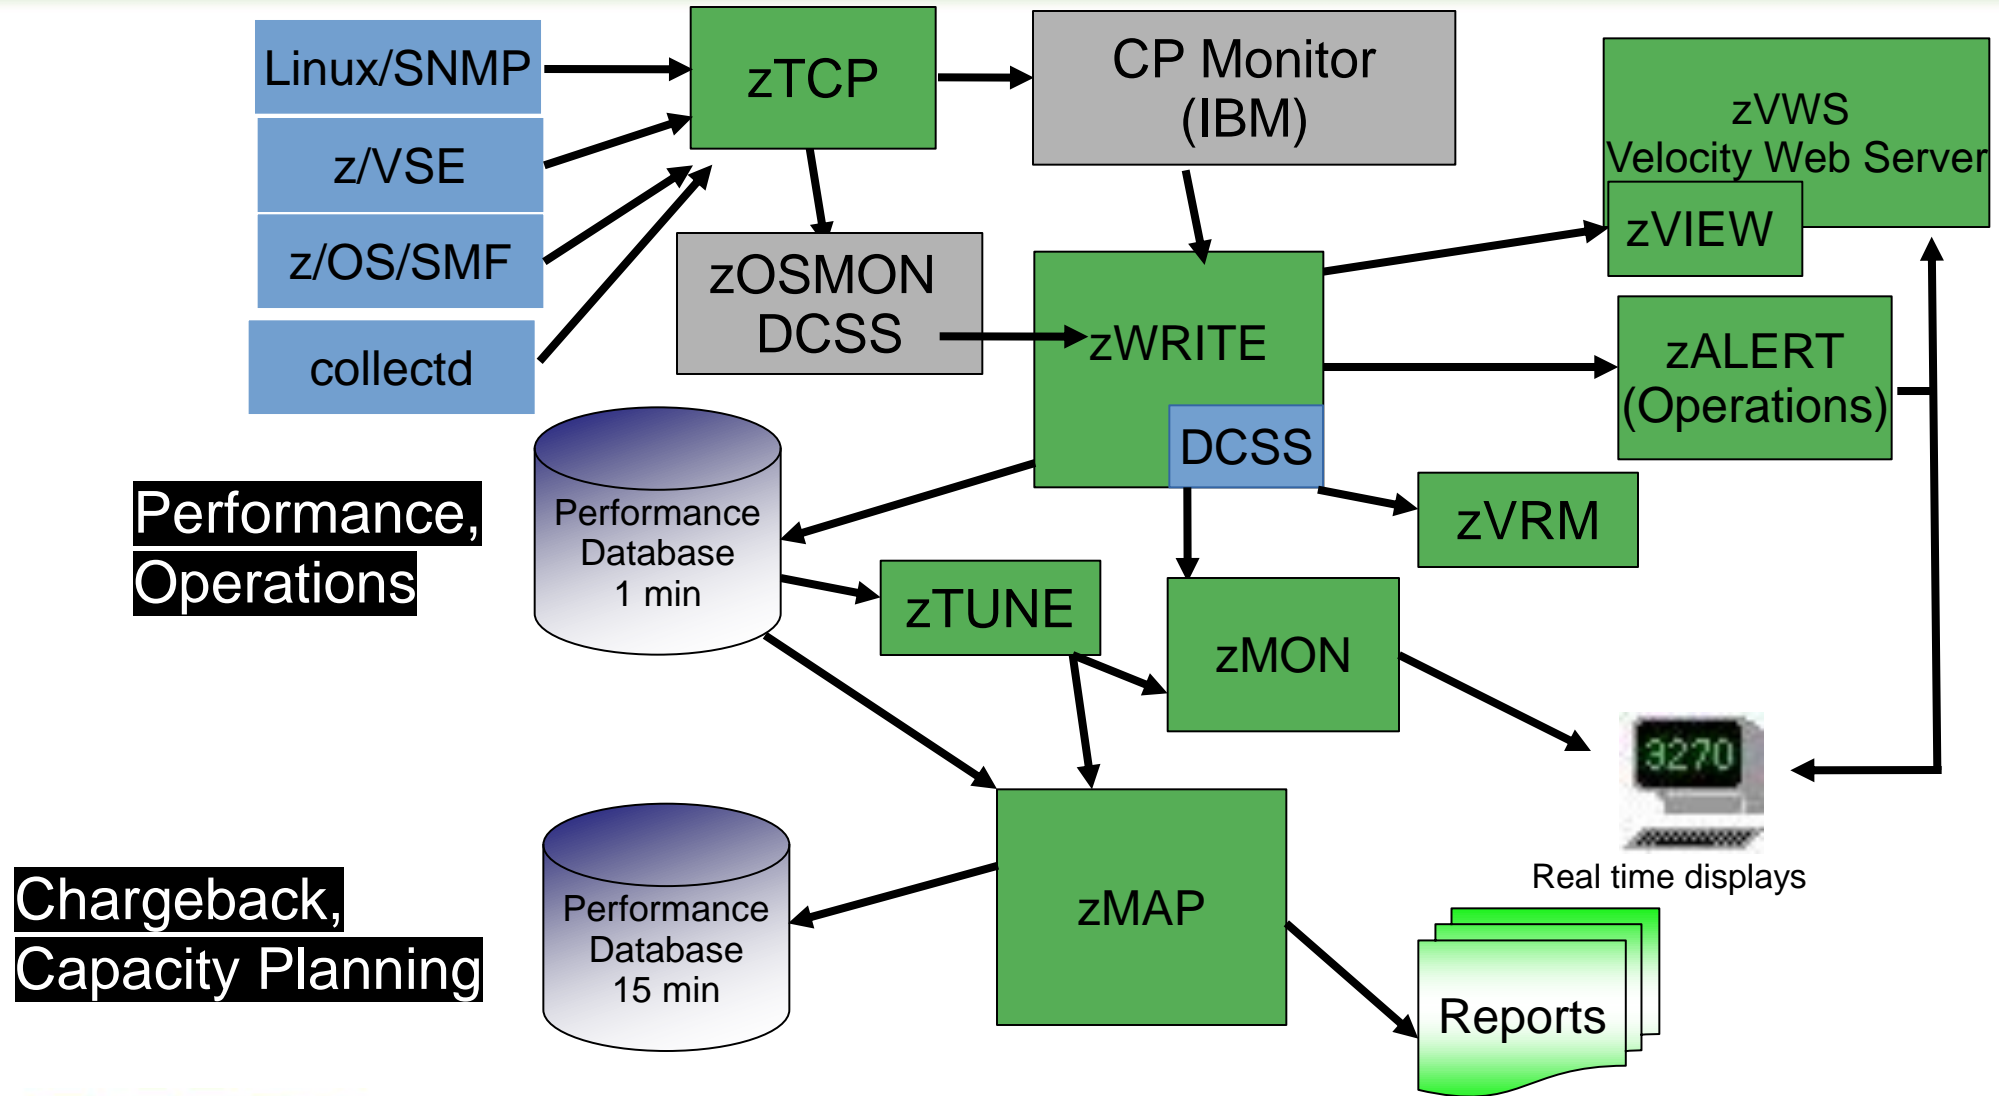 Linux/SNMP
z/VSE
z/OS/SMF
collectd
zTCP
CP Monitor
(IBM)
zVWS
Velocity Web Server
zVIEW
zOSMON
DCSS
zWRITE
DCSS
zALERT
(Operations)
zVRM
Performance,
Operations
Performance
Database
1 min
zTUNE
zMON
3270
Real time displays
Chargeback,
Capacity Planning
Performance
Database
15 min
zMAP
Reports